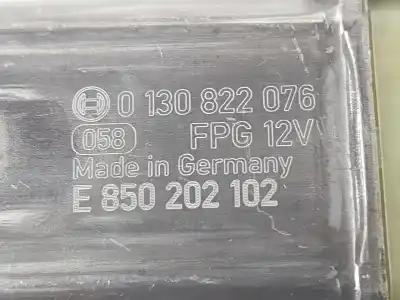 0 130 822 076
058 FPG 12V
Made in Germany
E 850 202 102